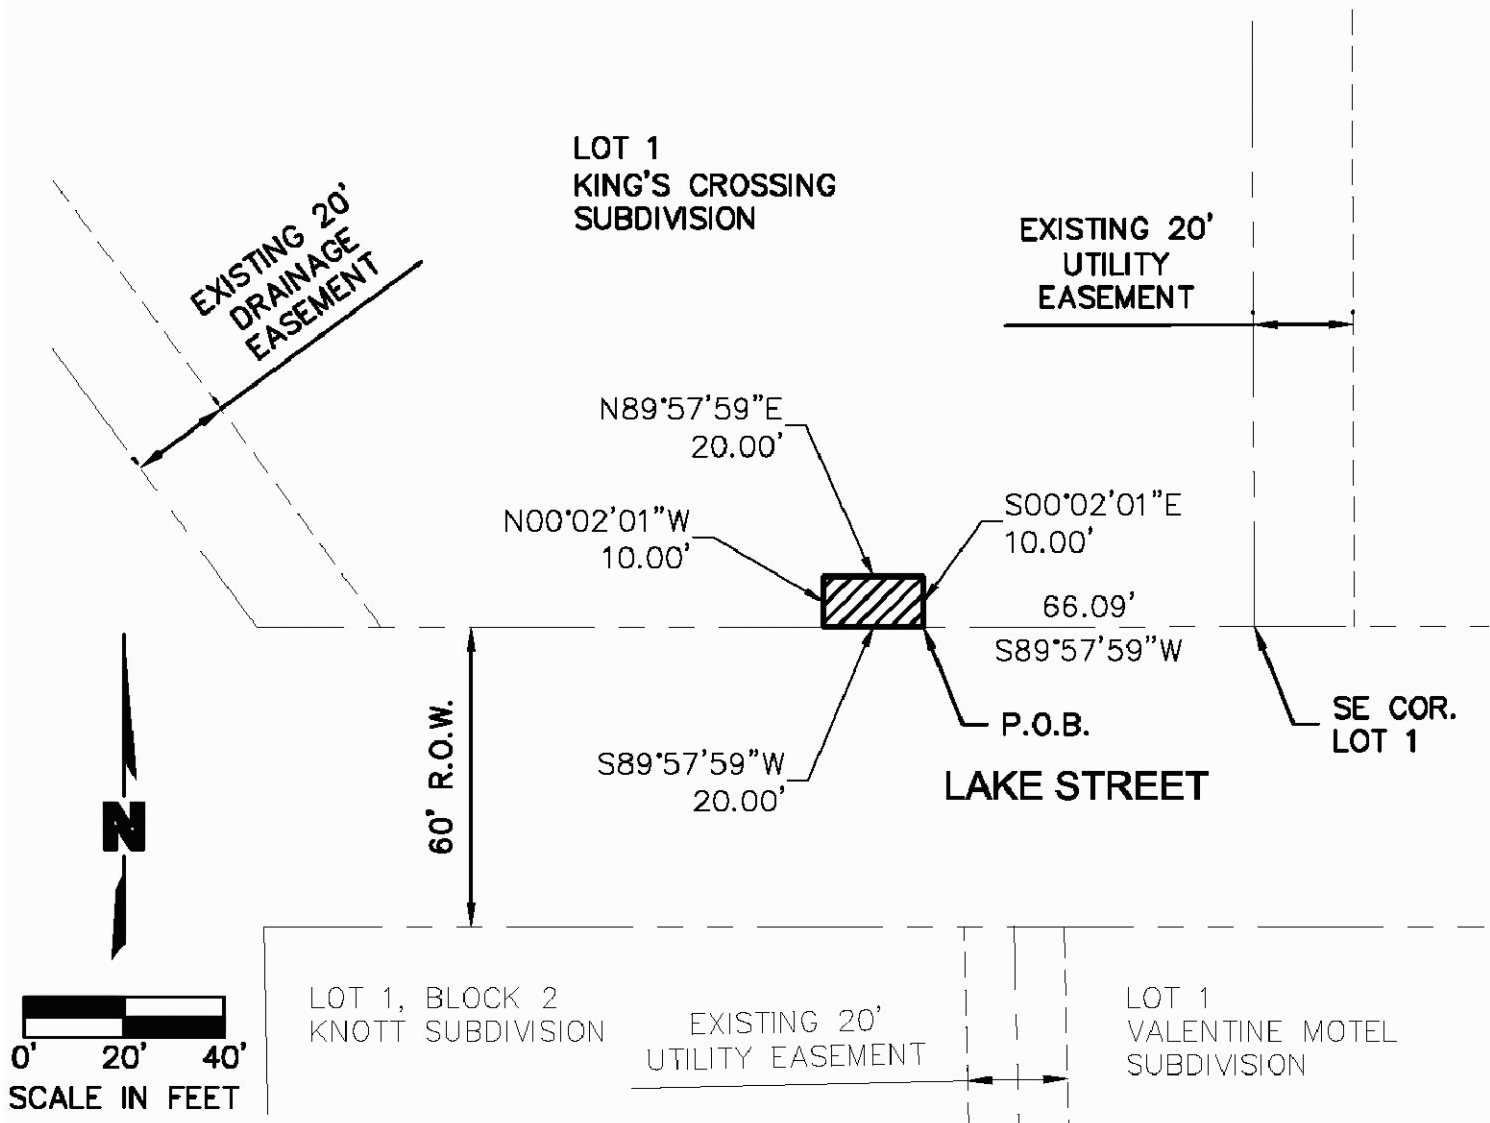 LOT 1
KING'S CROSSING
SUBDIVISION
EXISTING 20'
DRAINAGE
EASEMENT
EXISTING 20'
UTILITY
EASEMENT
N89°57'59"E
20.00'
N00°02'01"W
10.00'
S00°02'01"E
10.00'
66.09'
S89°57'59"W
P.O.B.
SE COR.
LOT 1
S89°57'59"W
20.00'
LAKE STREET
60' R.O.W.
N
LOT 1, BLOCK 2
KNOTT SUBDIVISION
EXISTING 20'
UTILITY EASEMENT
LOT 1
VALENTINE MOTEL
SUBDIVISION
0' 20' 40'
SCALE IN FEET